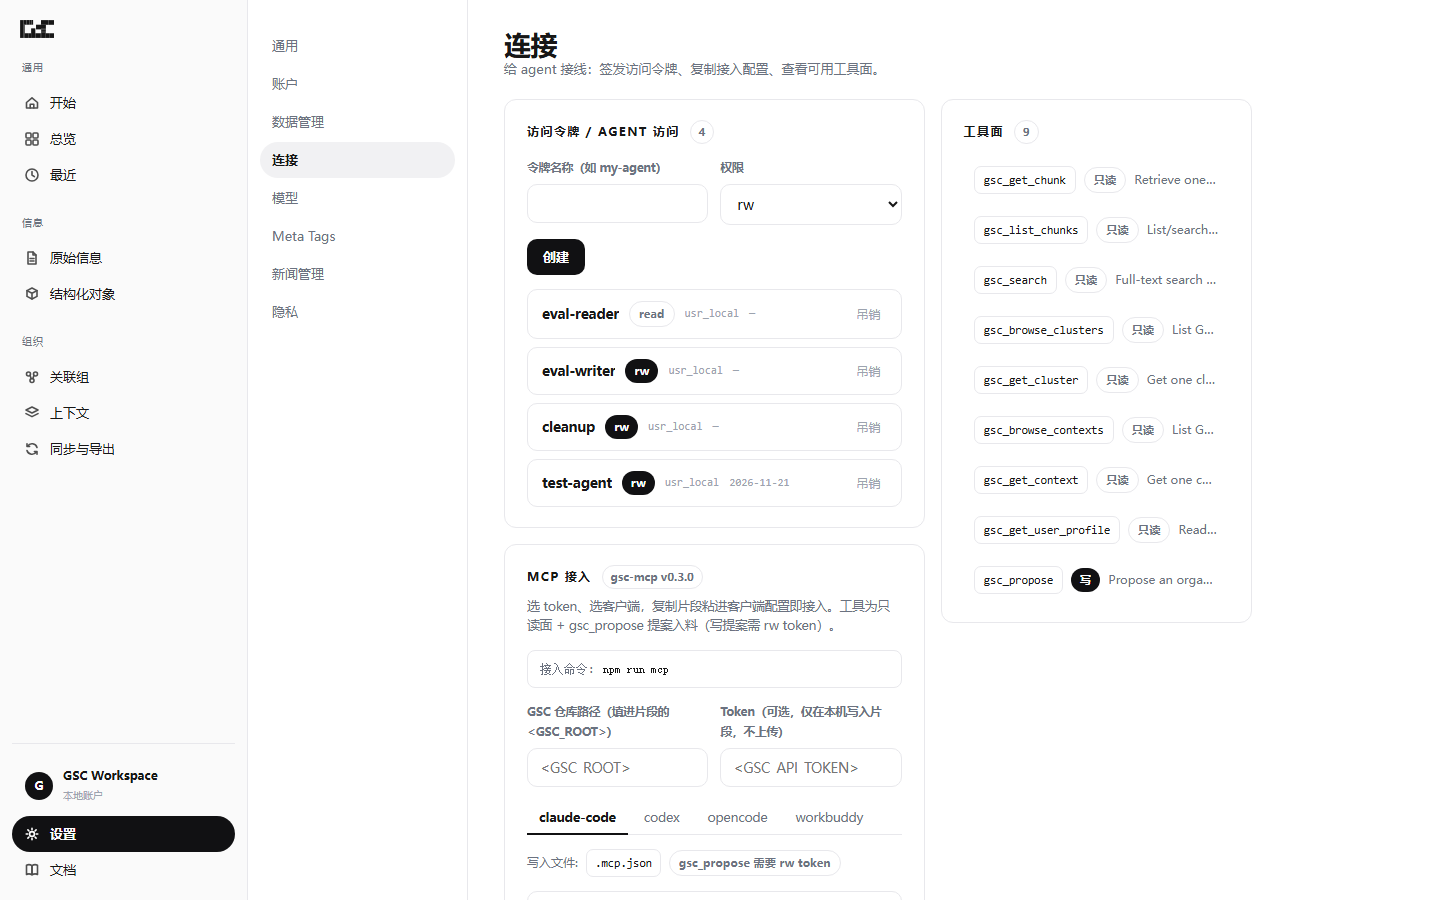 GSC
通用
开始
总览
最近
信息
原始信息
结构化对象
组织
关联组
上下文
同步与导出
G
GSC Workspace
本地账户
设置
文档
通用
账户
数据管理
连接
模型
Meta Tags
新闻管理
隐私
连接
给 agent 接线：签发访问令牌、复制接入配置、查看可用工具面。
访问令牌 / AGENT 访问 4
令牌名称（如 my-agent）
权限
rw
创建
eval-reader read usr_local — 吊销
eval-writer rw usr_local — 吊销
cleanup rw usr_local — 吊销
test-agent rw usr_local 2026-11-21 吊销
MCP 接入 gsc-mcp v0.3.0
选 token、选客户端，复制片段粘进客户端配置即接入。工具为只
读面 + gsc_propose 提案入料（写提案需 rw token）。
接入命令： npm run mcp
GSC 仓库路径（填进片段的
<GSC_ROOT>）
<GSC_ROOT>
Token（可选，仅在本机写入片
段，不上传）
<GSC_API_TOKEN>
claude-code codex opencode workbuddy
写入文件: .mcp.json gsc_propose 需要 rw token
工具面 9
gsc_get_chunk 只读 Retrieve one...
gsc_list_chunks 只读 List/search...
gsc_search 只读 Full-text search ...
gsc_browse_clusters 只读 List G...
gsc_get_cluster 只读 Get one cl...
gsc_browse_contexts 只读 List G...
gsc_get_context 只读 Get one c...
gsc_get_user_profile 只读 Read...
gsc_propose 写 Propose an orga...